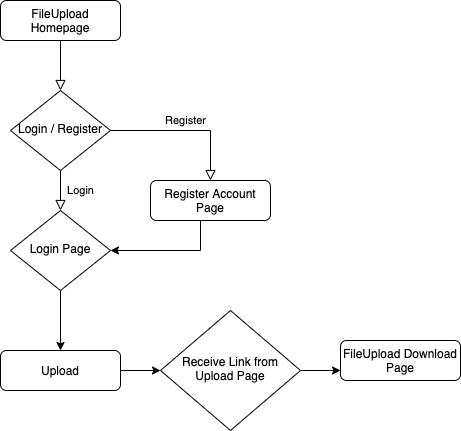 FileUpload
Homepage
Login / Register
Register
Login
Register Account
Page
Login Page
Upload
Receive Link from
Upload Page
FileUpload Download
Page